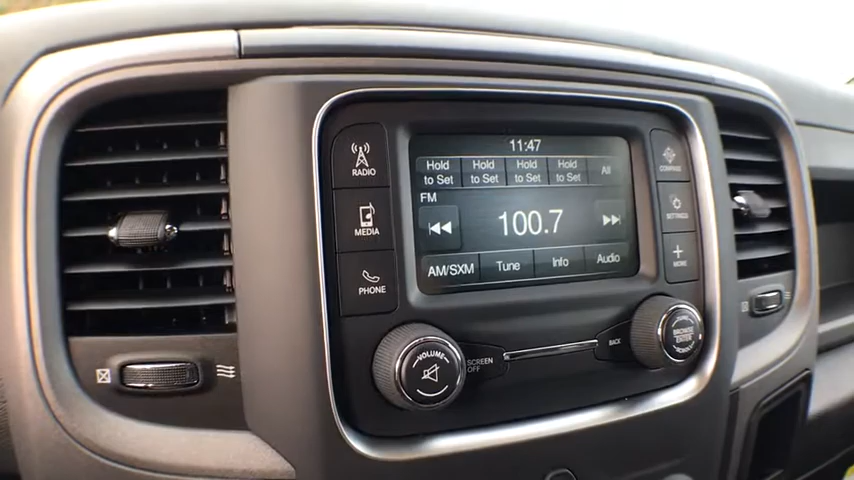 11:47
Hold to Set Hold to Set Hold to Set Hold to Set All
FM
100.7
AM/SXM Tune Info Audio
RADIO
MEDIA
PHONE
COMPASS
SETTINGS
MORE
VOLUME
SCREEN OFF
BACK
BROWSE ENTER